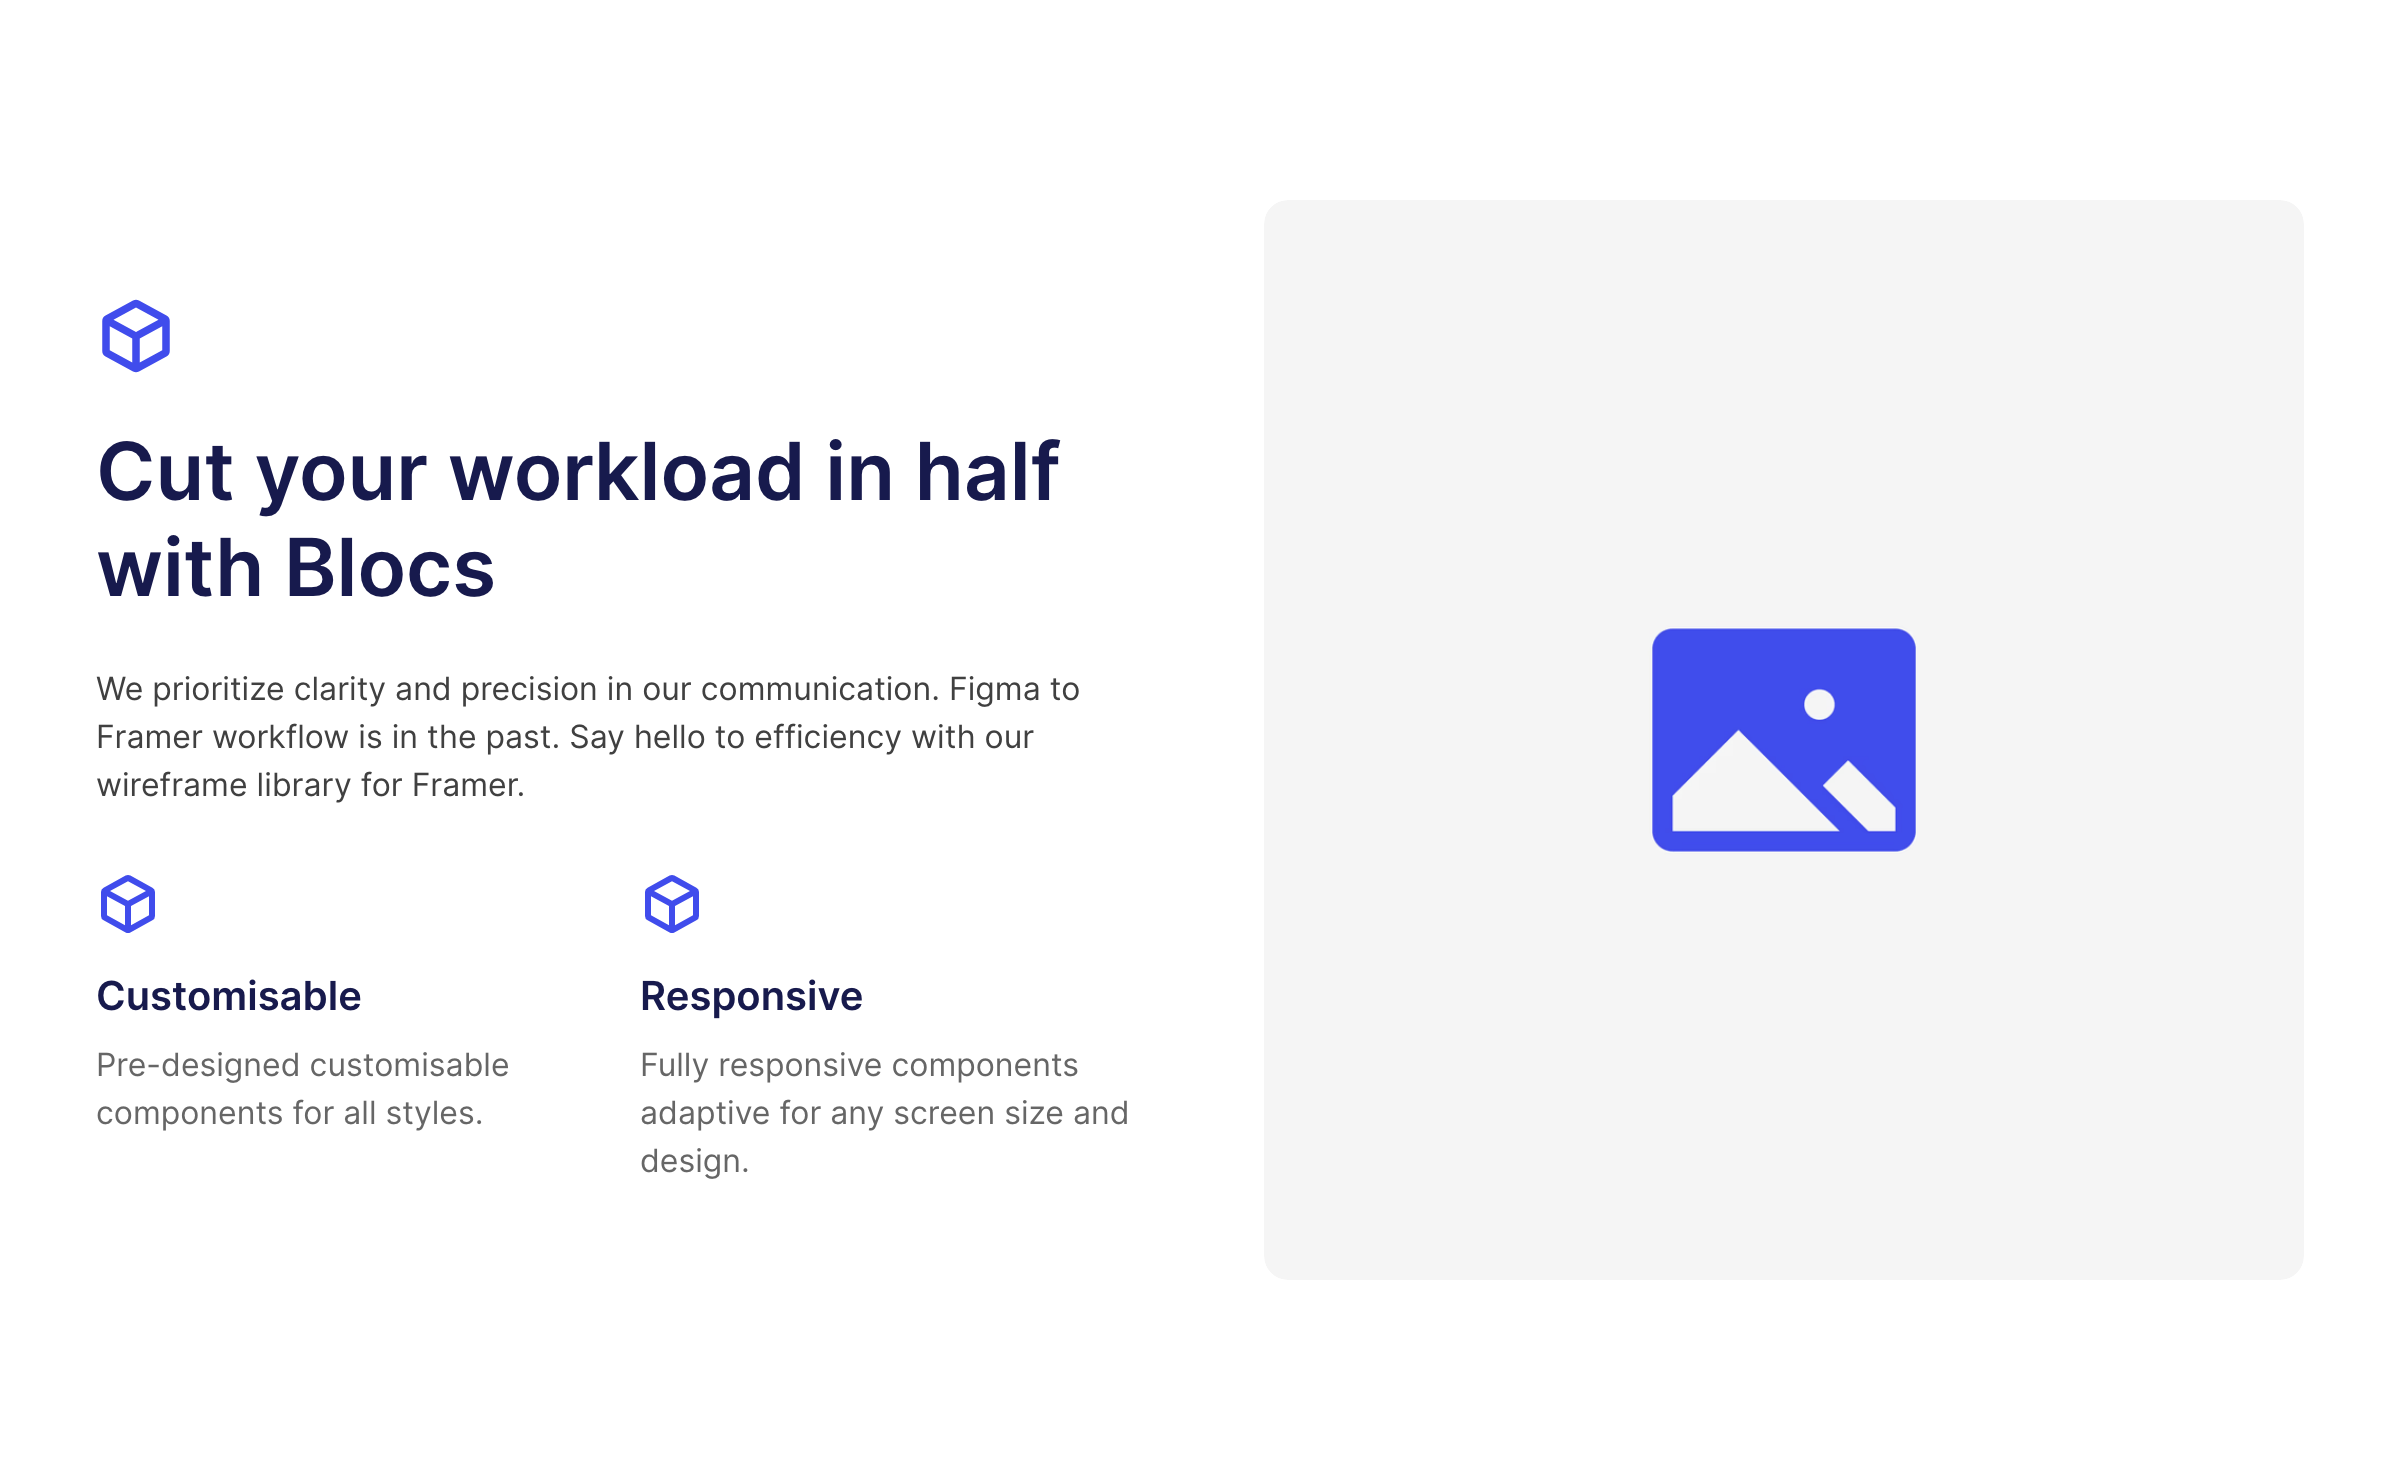 Cut your workload in half
with Blocs
We prioritize clarity and precision in our communication. Figma to
Framer workflow is in the past. Say hello to efficiency with our
wireframe library for Framer.
Customisable
Pre-designed customisable
components for all styles.
Responsive
Fully responsive components
adaptive for any screen size and
design.